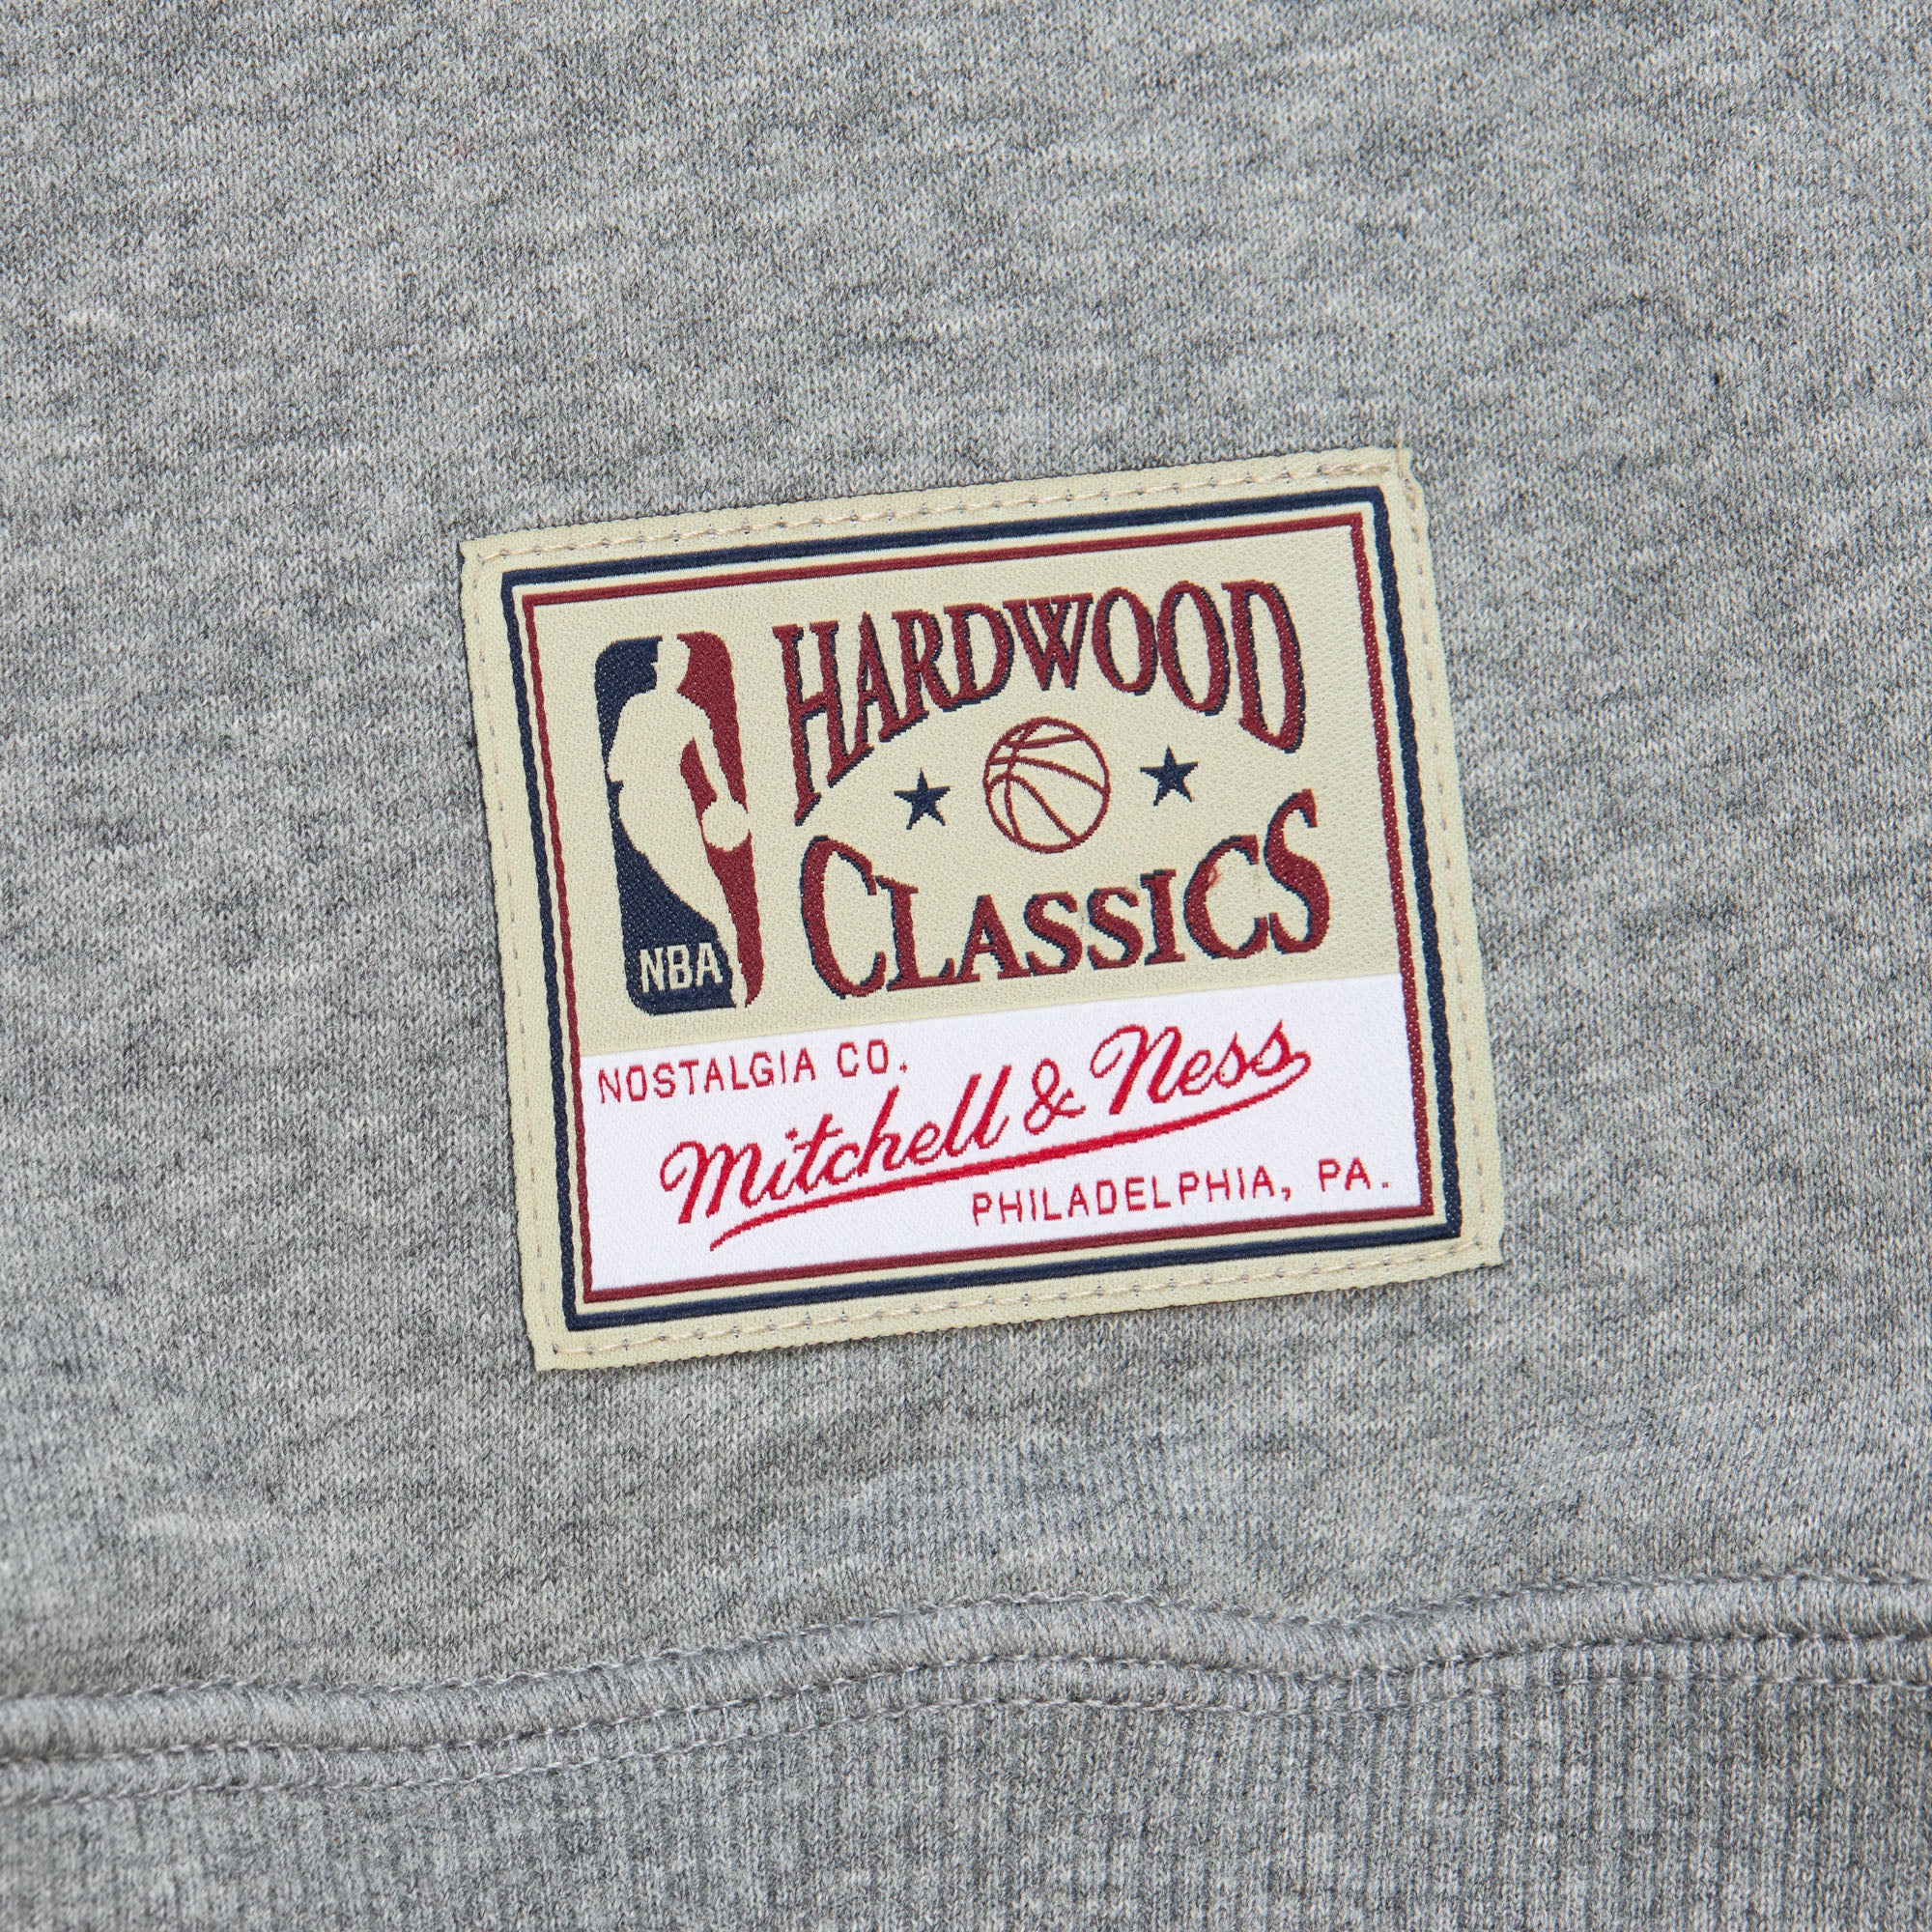 HARDWOOD
CLASSICS
NBA
NOSTALGIA CO.
Mitchell & Ness
PHILADELPHIA, PA.